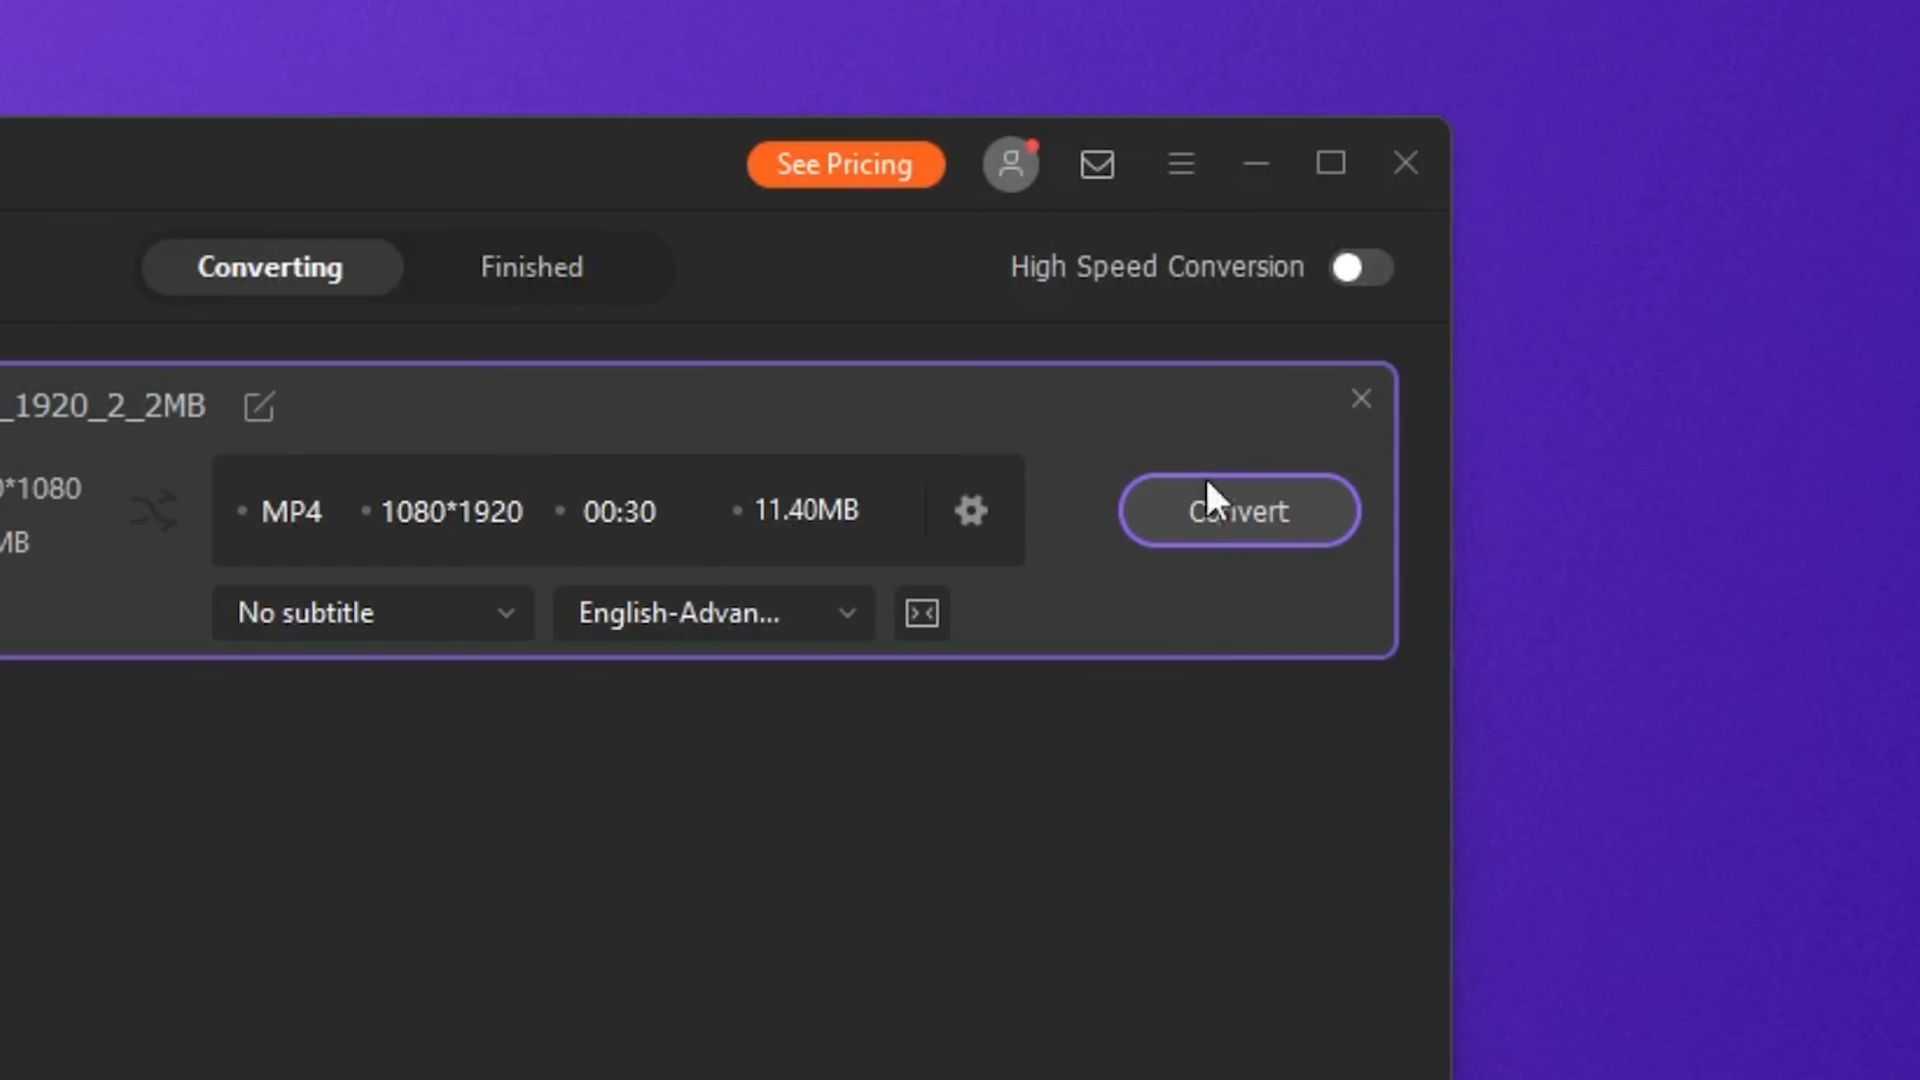 See Pricing
Converting Finished High Speed Conversion
_1920_2_2MB
*1080
MP4 1080*1920 00:30 11.40MB Convert
MB
No subtitle English-Advan...